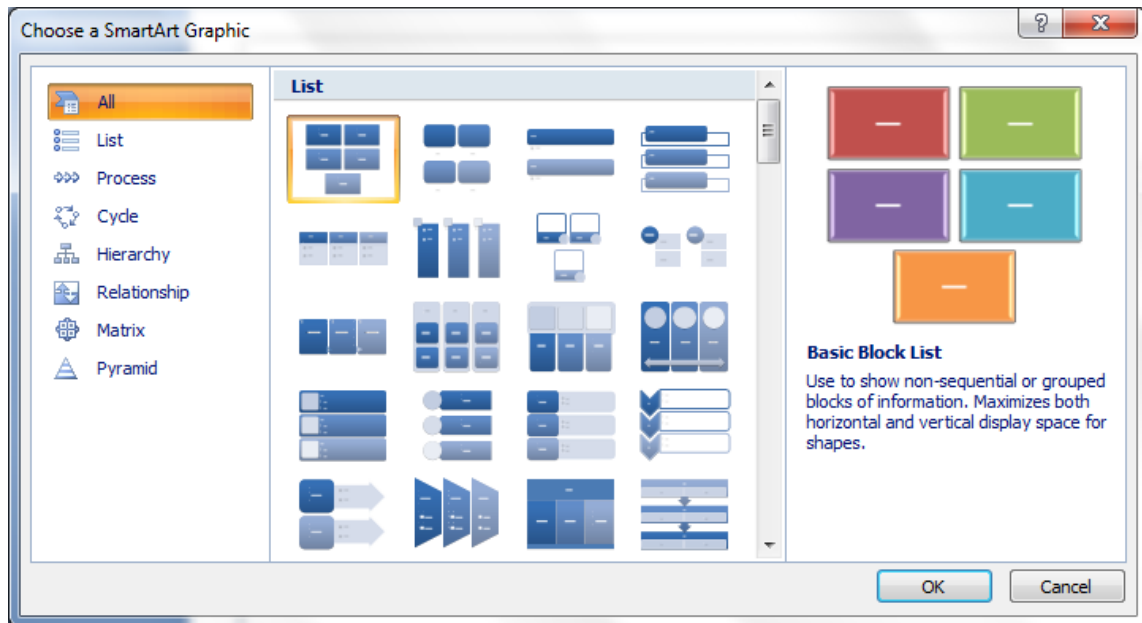 Choose a SmartArt Graphic
All
List
Process
Cycle
Hierarchy
Relationship
Matrix
Pyramid
List
Basic Block List
Use to show non-sequential or grouped
blocks of information. Maximizes both
horizontal and vertical display space for
shapes.
OK
Cancel